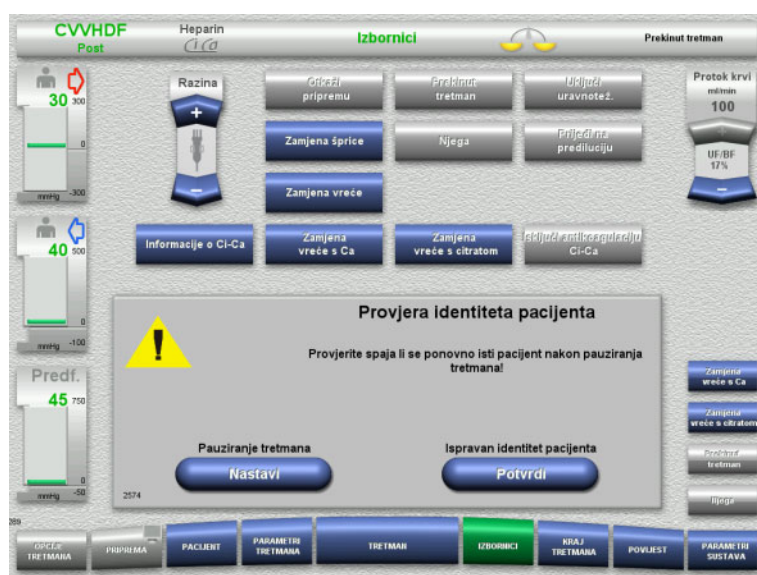 CVVHDF
Post
Heparin
Ci Ca
Izbornici
Prekinut tretman
30 300
0
mmHg -300
Razina
+
−
Otkaži
pripremu
Prekinut
tretman
Uključi
uravnotež.
Zamjena šprice
Njega
Prijeđi na
prediluciju
Zamjena vreće
Protok krvi
ml/min
100
+
UF/BF
17%
−
40 500
0
mmHg -100
Informacije o Ci-Ca
Zamjena
vreće s Ca
Zamjena
vreće s citratom
Isključi antikoagulaciju
Ci-Ca
Predf.
45 750
0
mmHg -50
Provjera identiteta pacijenta
Provjerite spaja li se ponovno isti pacijent nakon pauziranja
tretmana!
Pauziranje tretmana
Nastavi
Ispravan identitet pacijenta
Potvrdi
2574
Zamjena
vreće s Ca
Zamjena
vreće s citratom
Prekinut
tretman
Njega
OPCIJE
TRETMANA
PRIPREMA
PACIJENT
PARAMETRI
TRETMANA
TRETMAN
IZBORNICI
KRAJ
TRETMANA
POVIJEST
PARAMETRI
SUSTAVA